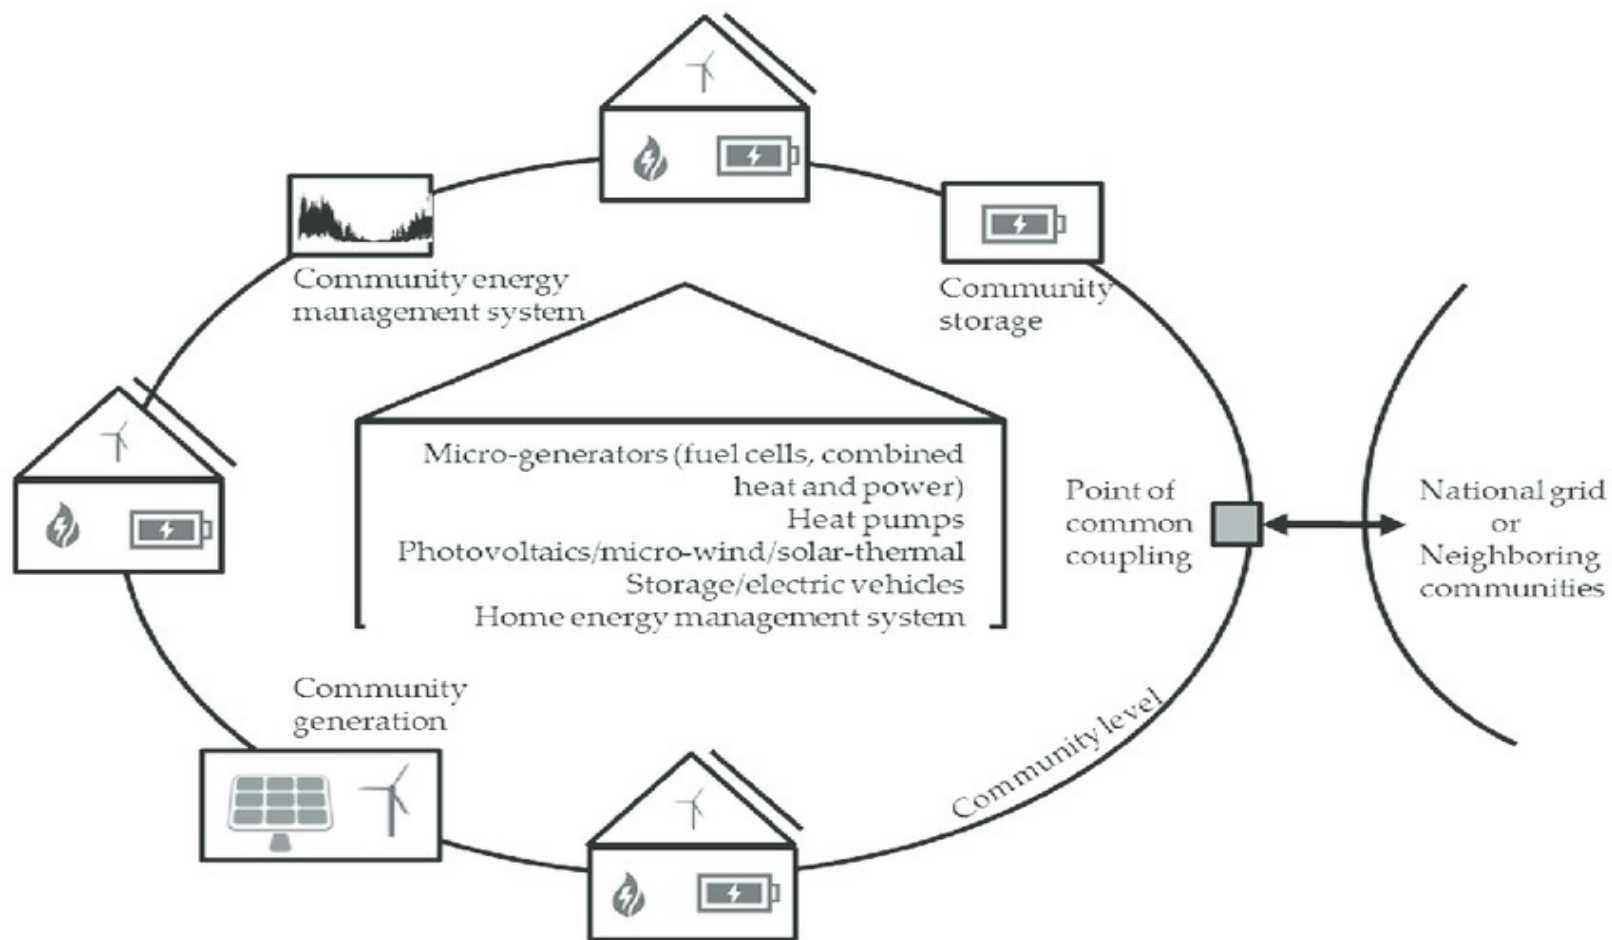 Community energy
management system
Community
storage
Micro-generators (fuel cells, combined
heat and power)
Heat pumps
Photovoltaics/micro-wind/solar-thermal
Storage/electric vehicles
Home energy management system
Point of
common
coupling
National grid
or
Neighboring
communities
Community
generation
Community level